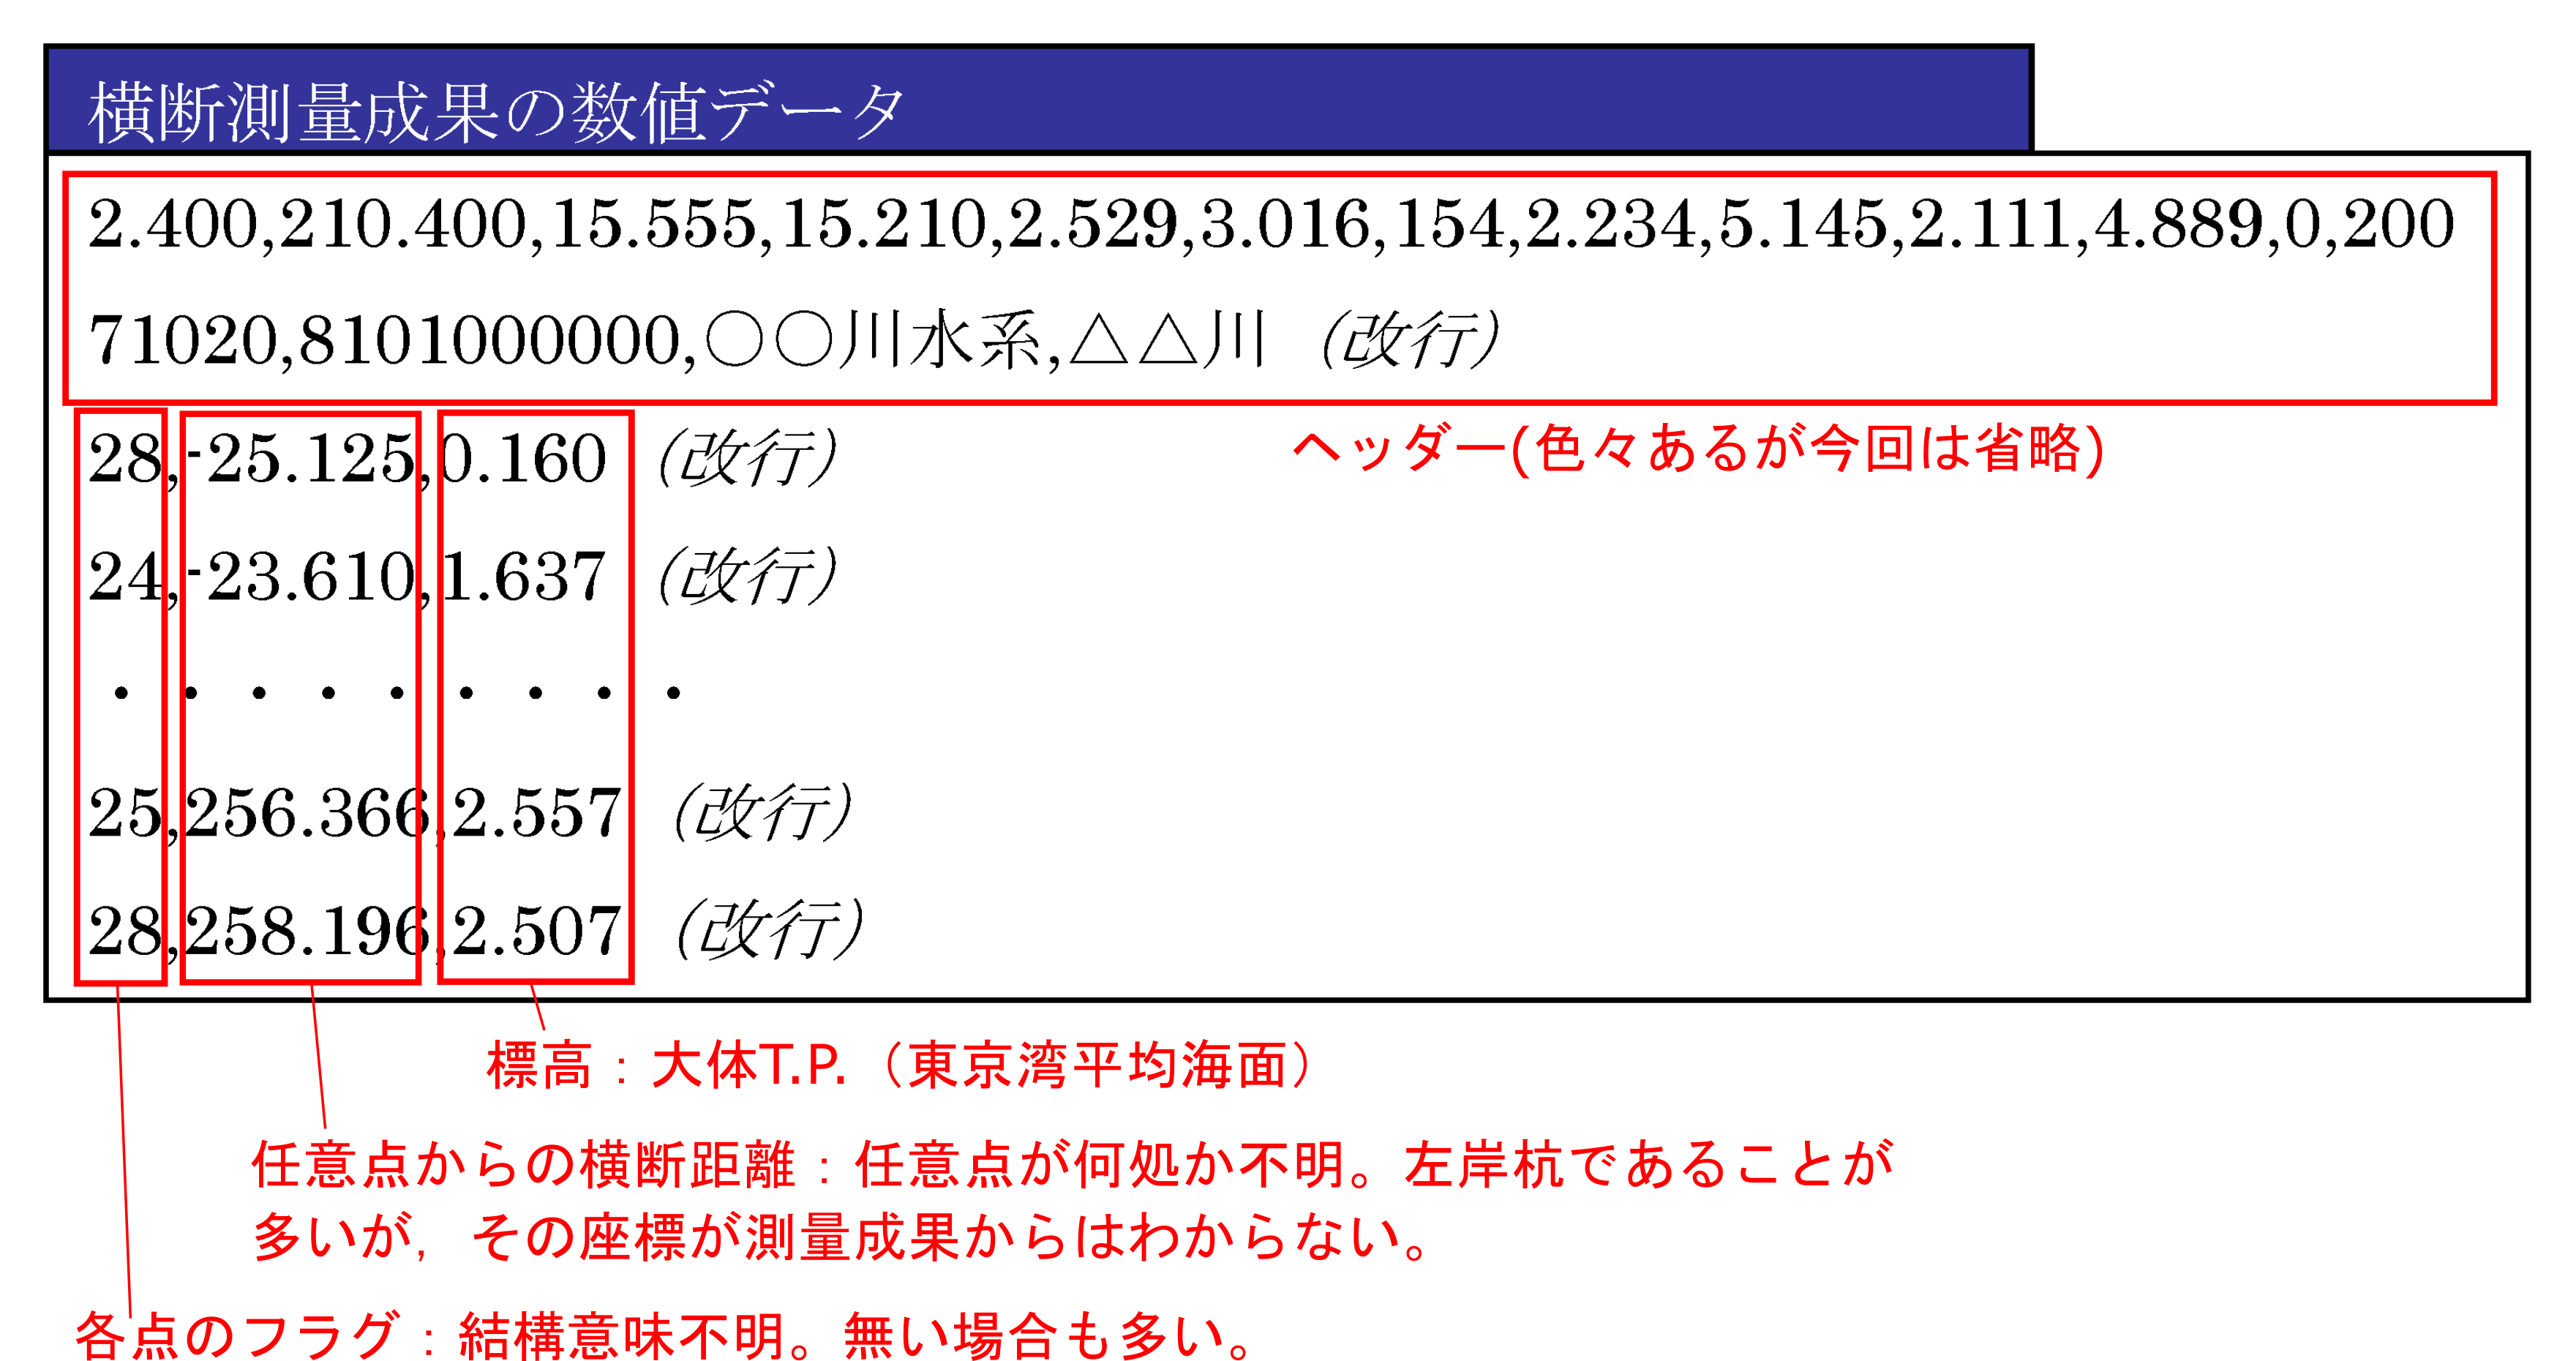 横断測量成果の数値データ
2.400,210.400,15.555,15.210,2.529,3.016,154,2.234,5.145,2.111,4.889,0,200
71020,8101000000,○○川水系,△△川 (改行)
ヘッダー(色々あるが今回は省略)
28,-25.125,0.160 (改行)
24,-23.610,1.637 (改行)
・・・・・・・・・
25,256.366,2.557 (改行)
28,258.196,2.507 (改行)
標高：大体T.P.（東京湾平均海面）
任意点からの横断距離：任意点が何処か不明。左岸杭であることが
多いが，その座標が測量成果からはわからない。
各点のフラグ：結構意味不明。無い場合も多い。